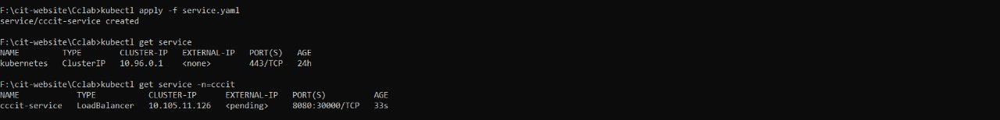 F:\cit-website\Cclab>kubectl apply -f service.yaml
service/cccit-service created
F:\cit-website\Cclab>kubectl get service
NAME         TYPE        CLUSTER-IP   EXTERNAL-IP   PORT(S)   AGE
kubernetes   ClusterIP   10.96.0.1    <none>        443/TCP   24h
F:\cit-website\Cclab>kubectl get service -n=cccit
NAME            TYPE           CLUSTER-IP      EXTERNAL-IP   PORT(S)          AGE
cccit-service   LoadBalancer   10.105.11.126   <pending>     8080:30000/TCP   33s